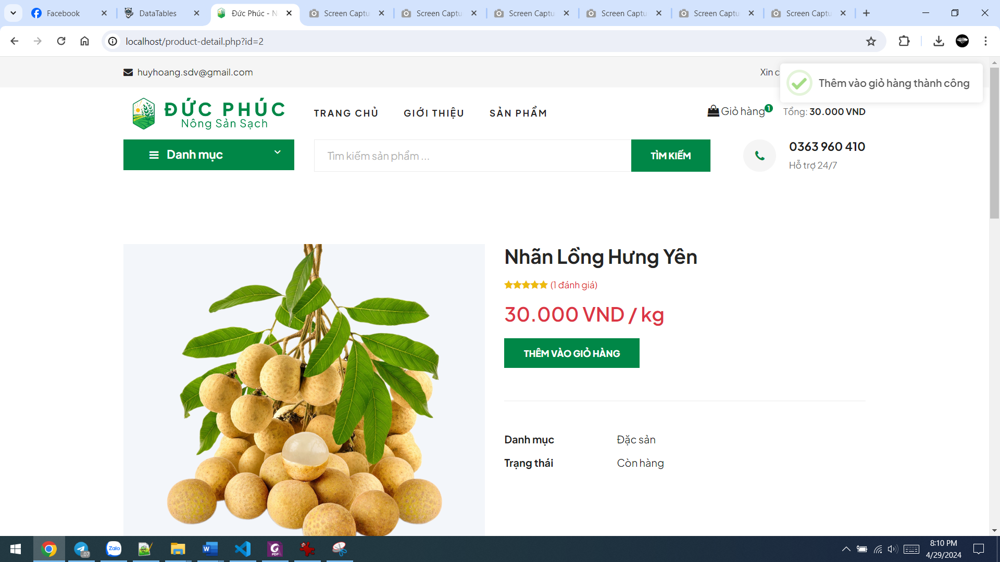 Facebook
DataTables
Đức Phúc - N
Screen Captu
Screen Captu
Screen Captu
Screen Captu
Screen Captu
Screen Captu
localhost/product-detail.php?id=2
huyhoang.sdv@gmail.com
Xin c
Thêm vào giỏ hàng thành công
ĐỨC PHÚC
Nông Sản Sạch
TRANG CHỦ
GIỚI THIỆU
SẢN PHẨM
Giỏ hàng 1
Tổng: 30.000 VND
Danh mục
Tìm kiếm sản phẩm ...
TÌM KIẾM
0363 960 410
Hỗ trợ 24/7
Nhãn Lồng Hưng Yên
(1 đánh giá)
30.000 VND / kg
THÊM VÀO GIỎ HÀNG
Danh mục Đặc sản
Trạng thái Còn hàng
.07
Zalo
W
PDF
8:10 PM
4/29/2024